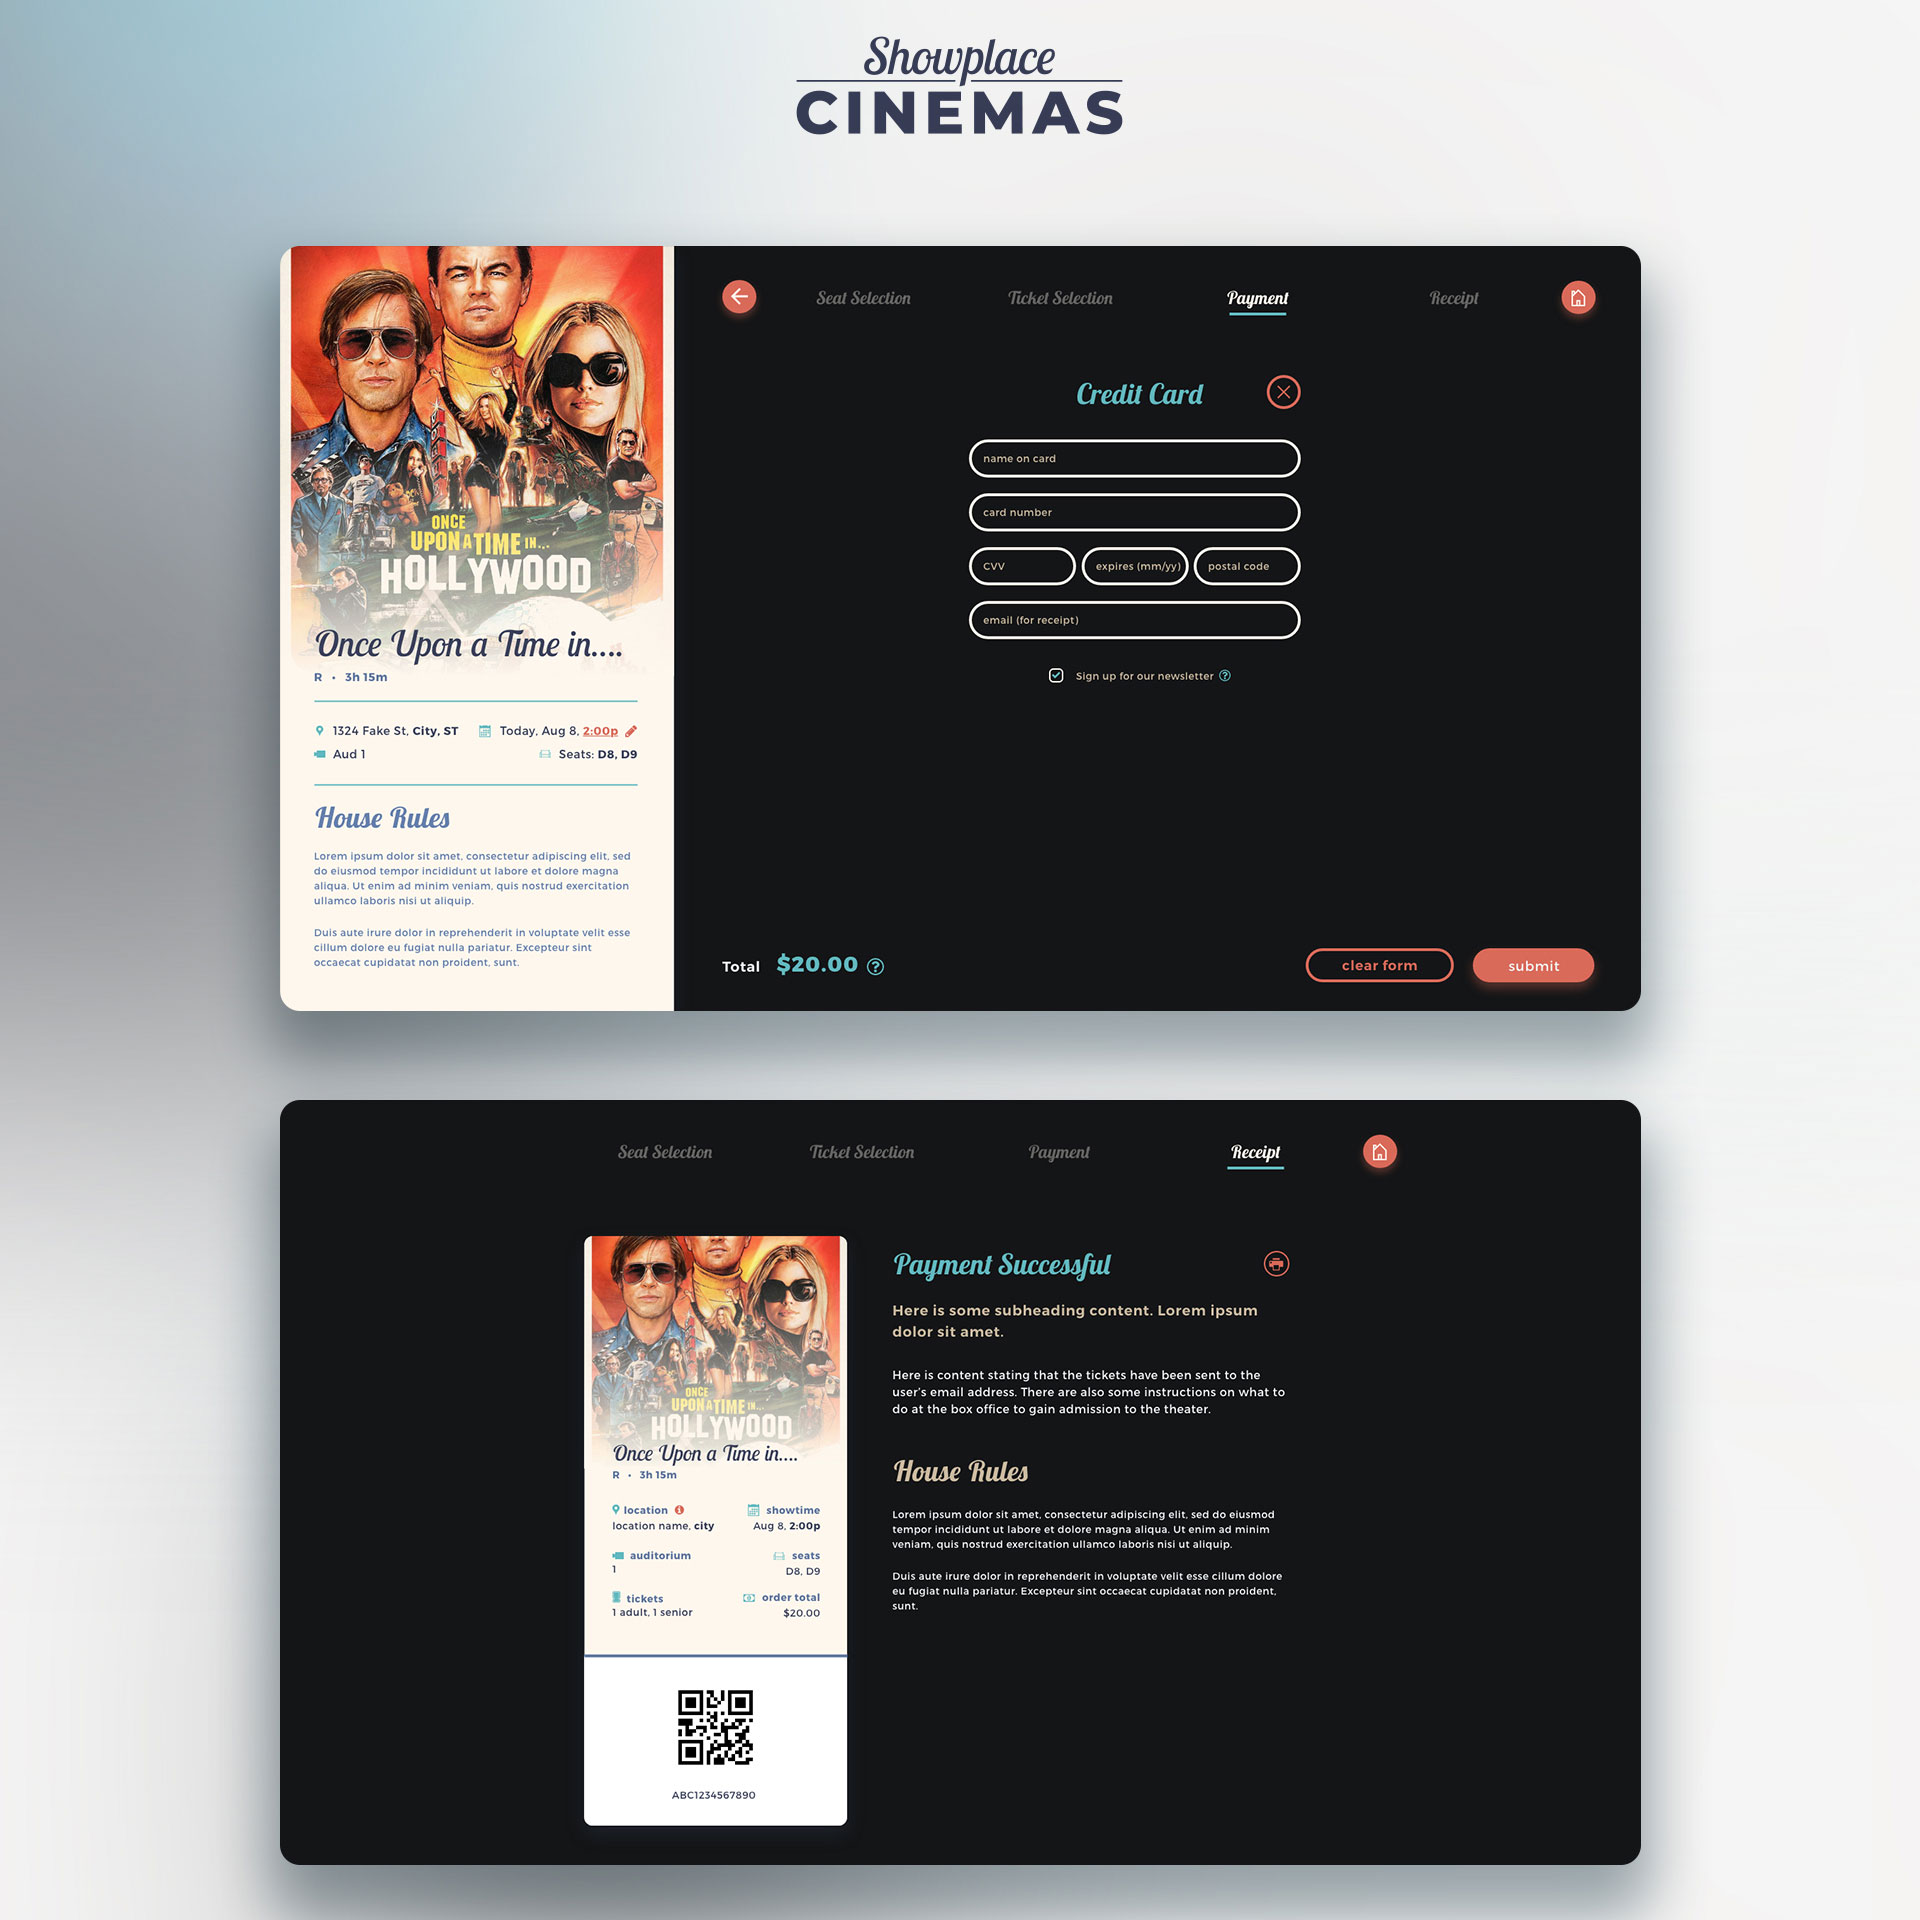 Showplace
CINEMAS
Seat Selection
Ticket Selection
Payment
Receipt
ONCE
UPON A TIME IN...
HOLLYWOOD
Once Upon a Time in....
R • 3h 15m
1324 Fake St, City, ST
Today, Aug 8, 2:00p
Aud 1
Seats: D8, D9
House Rules
Lorem ipsum dolor sit amet, consectetur adipiscing elit, sed
do eiusmod tempor incididunt ut labore et dolore magna
aliqua. Ut enim ad minim veniam, quis nostrud exercitation
ullamco laboris nisi ut aliquip.
Duis aute irure dolor in reprehenderit in voluptate velit esse
cillum dolore eu fugiat nulla pariatur. Excepteur sint
occaecat cupidatat non proident, sunt.
Credit Card
name on card
card number
CVV
expires (mm/yy)
postal code
email (for receipt)
Sign up for our newsletter ?
Total $20.00 ?
clear form
submit
Seat Selection
Ticket Selection
Payment
Receipt
ONCE
UPON A TIME IN...
HOLLYWOOD
Once Upon a Time in....
R • 3h 15m
location
showtime
location name, city
Aug 8, 2:00p
auditorium
seats
1
D8, D9
tickets
order total
1 adult, 1 senior
$20.00
ABC1234567890
Payment Successful
Here is some subheading content. Lorem ipsum
dolor sit amet.
Here is content stating that the tickets have been sent to the
user's email address. There are also some instructions on what to
do at the box office to gain admission to the theater.
House Rules
Lorem ipsum dolor sit amet, consectetur adipiscing elit, sed do eiusmod
tempor incididunt ut labore et dolore magna aliqua. Ut enim ad minim
veniam, quis nostrud exercitation ullamco laboris nisi ut aliquip.
Duis aute irure dolor in reprehenderit in voluptate velit esse cillum dolore
eu fugiat nulla pariatur. Excepteur sint occaecat cupidatat non proident,
sunt.